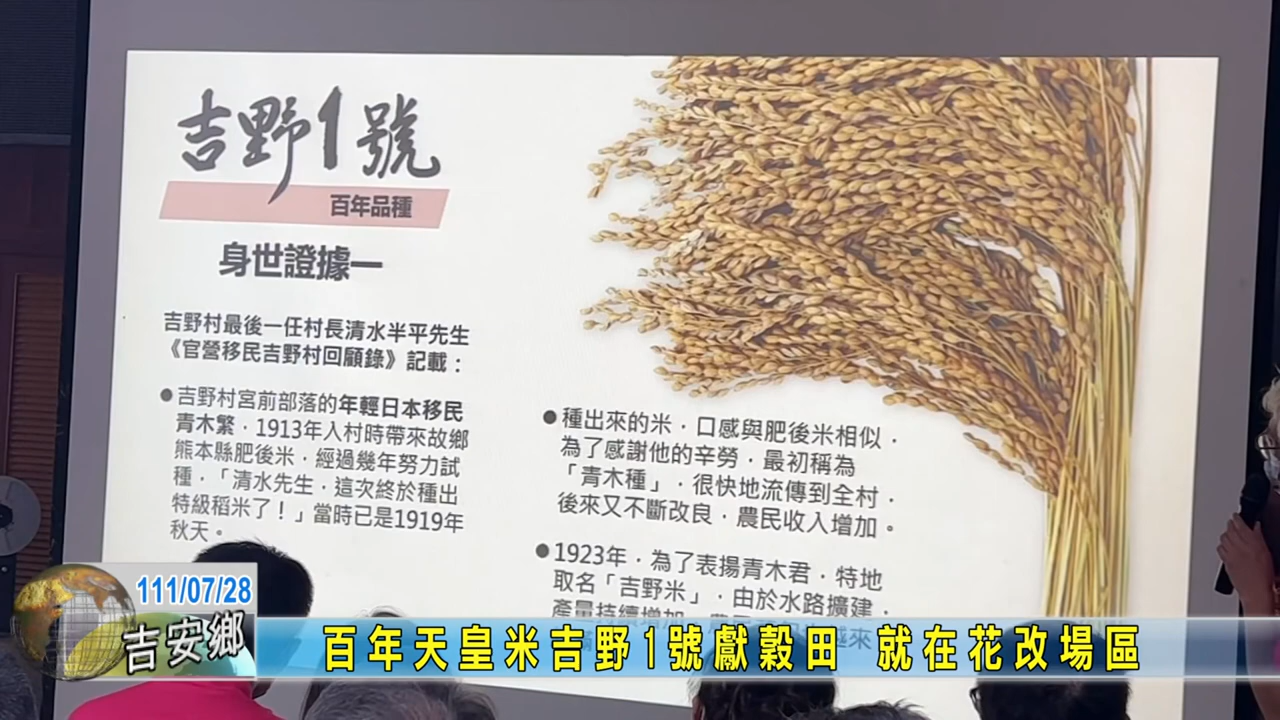 吉野1號
百年品種
身世證據一
吉野村最後一任村長清水半平先生
《官營移民吉野村回顧錄》記載：
●吉野村宮前部落的年輕日本移民
青木繁，1913年入村時帶來故鄉
熊本縣肥後米，經過幾年努力試
種，「清水先生，這次終於種出
特級稻米了！」當時已是1919年
秋天。
●種出來的米，口感與肥後米相似，
為了感謝他的辛勞，最初稱為
「青木種」，很快地流傳到全村，
後來又不斷改良，農民收入增加。
●1923年，為了表揚青木君，特地
取名「吉野米」，由於水路擴建，
產量持續增加
越來
111/07/28
吉安鄉
百年天皇米吉野1號獻穀田 就在花改場區